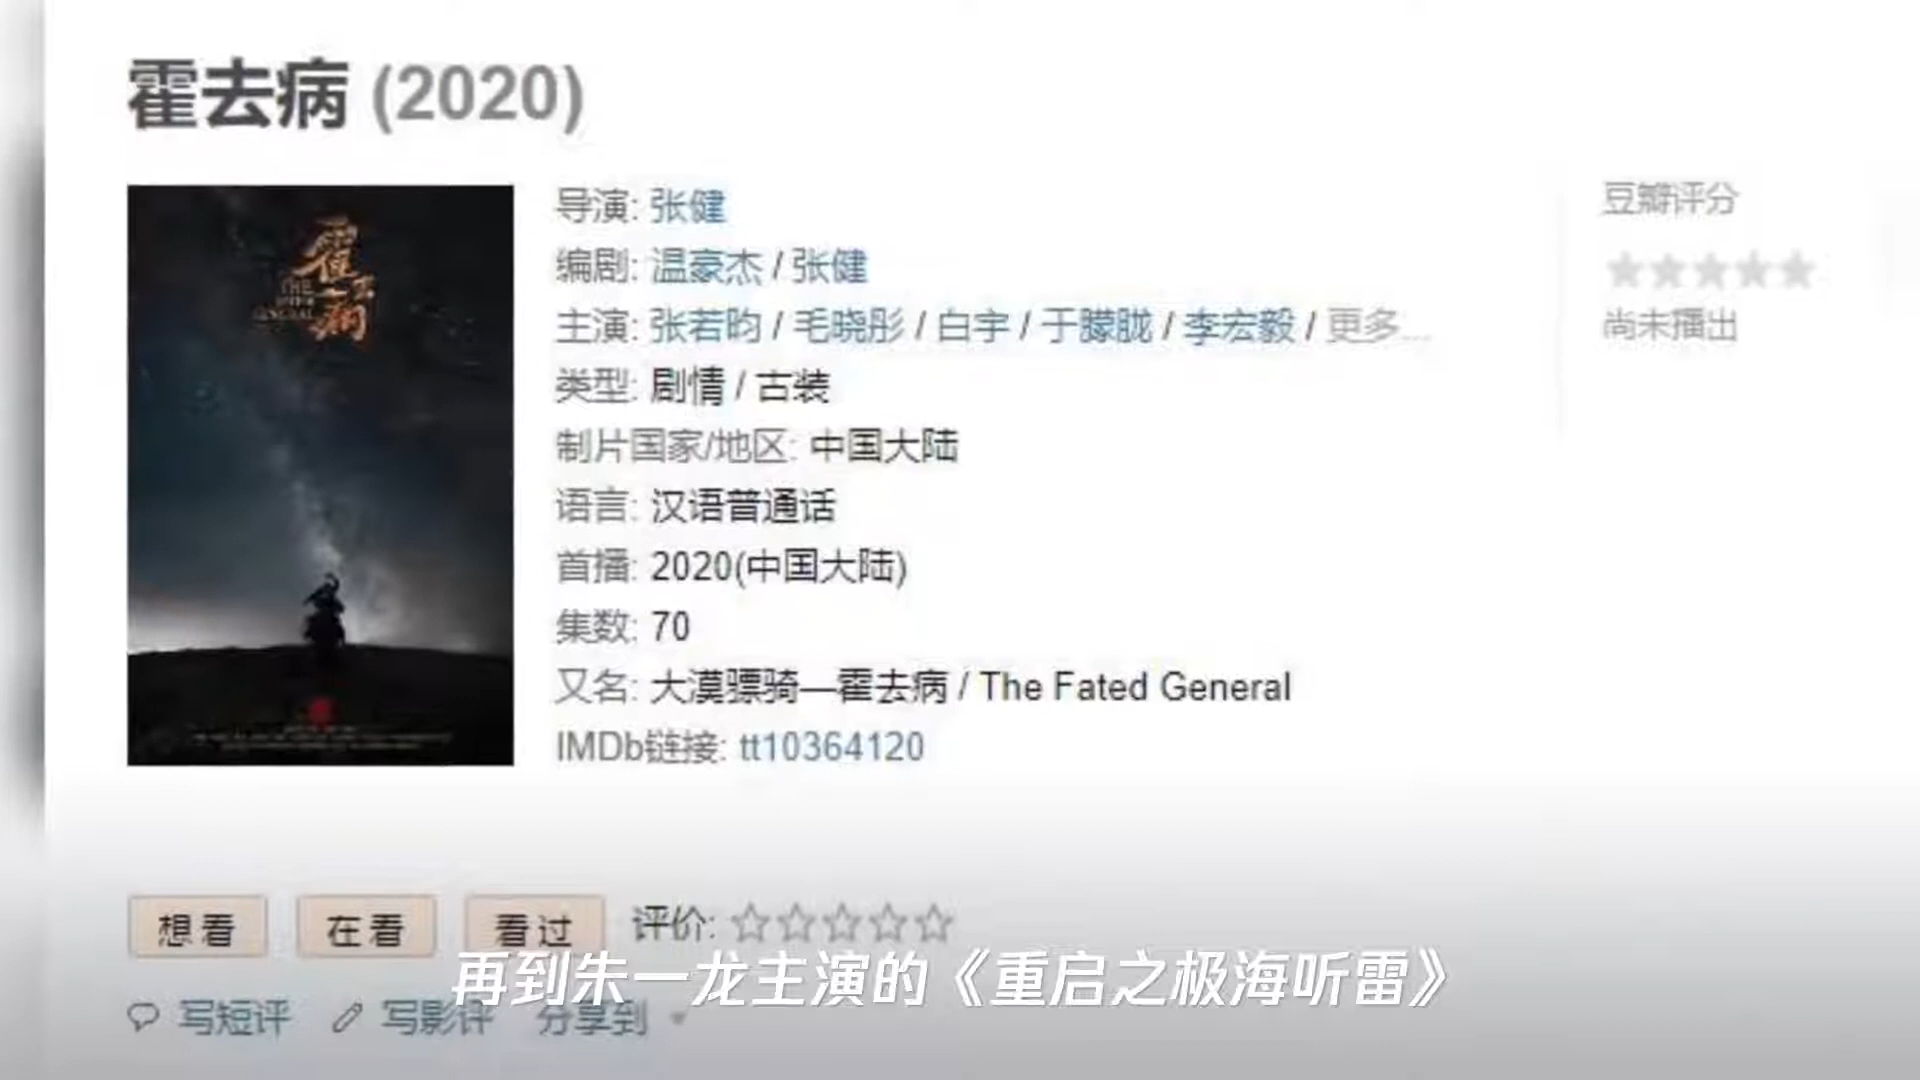 霍去病 (2020)
霍去病
THE
GENERAL
导演: 张健
编剧: 温豪杰 / 张健
主演: 张若昀 / 毛晓彤 / 白宇 / 于朦胧 / 李宏毅 / 更多...
类型: 剧情 / 古装
制片国家/地区: 中国大陆
语言: 汉语普通话
首播: 2020(中国大陆)
集数: 70
又名: 大漠骠骑—霍去病 / The Fated General
IMDb链接: tt10364120
豆瓣评分
尚未播出
想看 在看 看过 评价:
再到朱一龙主演的《重启之极海听雷》
写短评 写影评 分享到